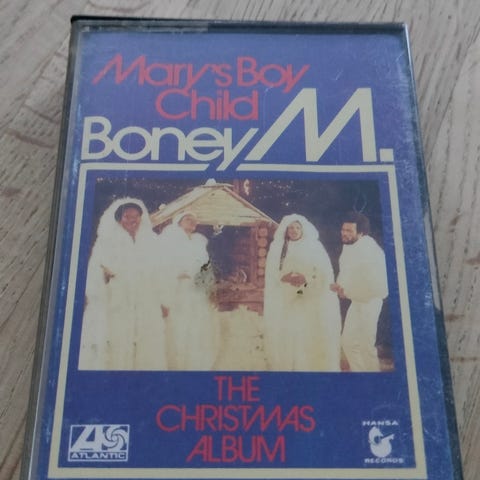 Mary's Boy
Child
Boney M.
THE
CHRISTMAS
ALBUM
ATLANTIC
HANSA
RECORDS